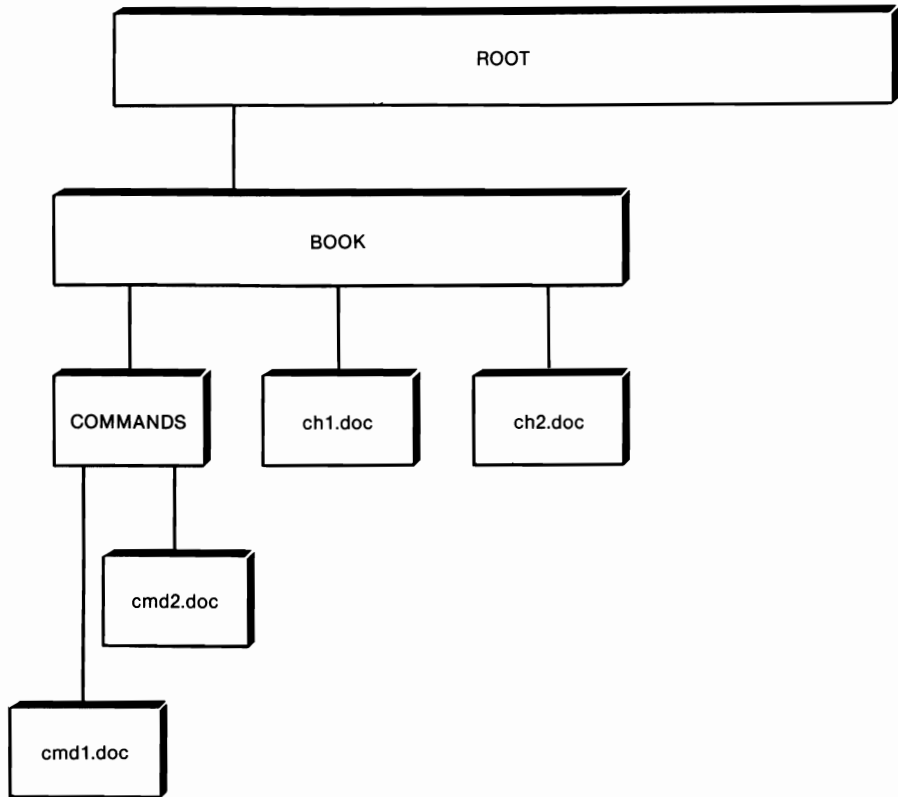 ROOT
BOOK
COMMANDS
ch1.doc
ch2.doc
cmd2.doc
cmd1.doc